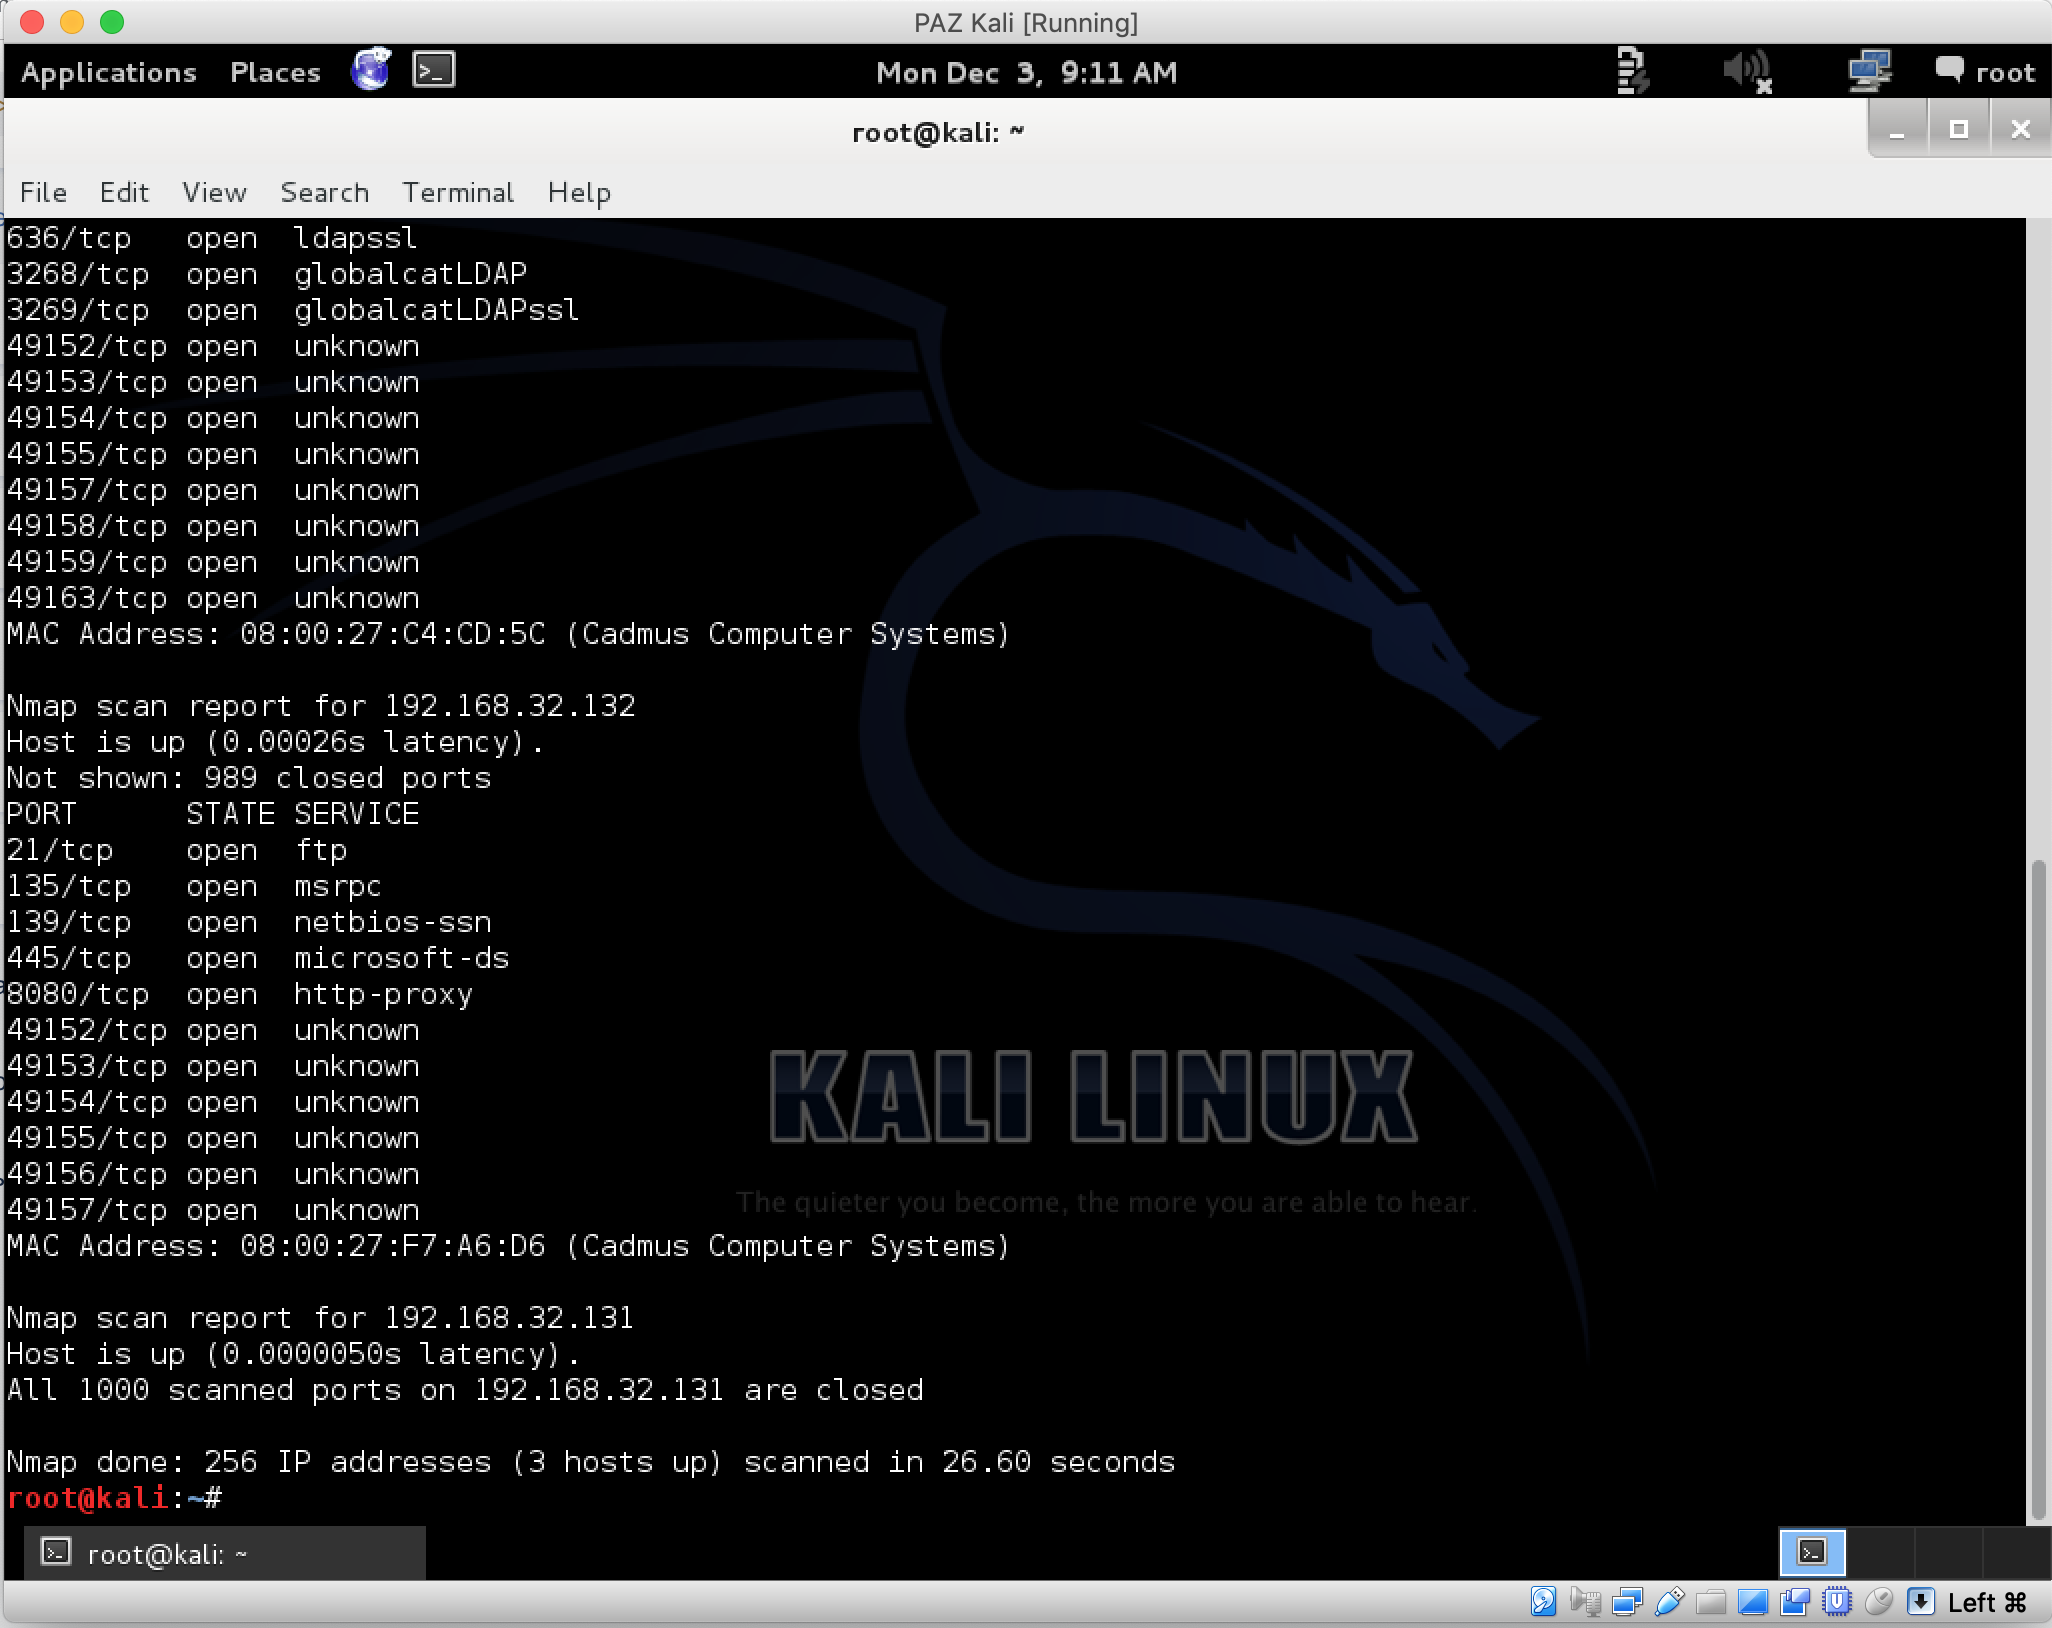 PAZ Kali [Running]
Applications Places Mon Dec 3, 9:11 AM root
root@kali: ~
File Edit View Search Terminal Help
636/tcp open ldapssl
3268/tcp open globalcatLDAP
3269/tcp open globalcatLDAPssl
49152/tcp open unknown
49153/tcp open unknown
49154/tcp open unknown
49155/tcp open unknown
49157/tcp open unknown
49158/tcp open unknown
49159/tcp open unknown
49163/tcp open unknown
MAC Address: 08:00:27:C4:CD:5C (Cadmus Computer Systems)
Nmap scan report for 192.168.32.132
Host is up (0.00026s latency).
Not shown: 989 closed ports
PORT STATE SERVICE
21/tcp open ftp
135/tcp open msrpc
139/tcp open netbios-ssn
445/tcp open microsoft-ds
8080/tcp open http-proxy
49152/tcp open unknown
49153/tcp open unknown
49154/tcp open unknown
49155/tcp open unknown
49156/tcp open unknown
49157/tcp open unknown
MAC Address: 08:00:27:F7:A6:D6 (Cadmus Computer Systems)
KALI LINUX
The quieter you become, the more you are able to hear.
Nmap scan report for 192.168.32.131
Host is up (0.0000050s latency).
All 1000 scanned ports on 192.168.32.131 are closed
Nmap done: 256 IP addresses (3 hosts up) scanned in 26.60 seconds
root@kali:~#
root@kali: ~
Left ⌘